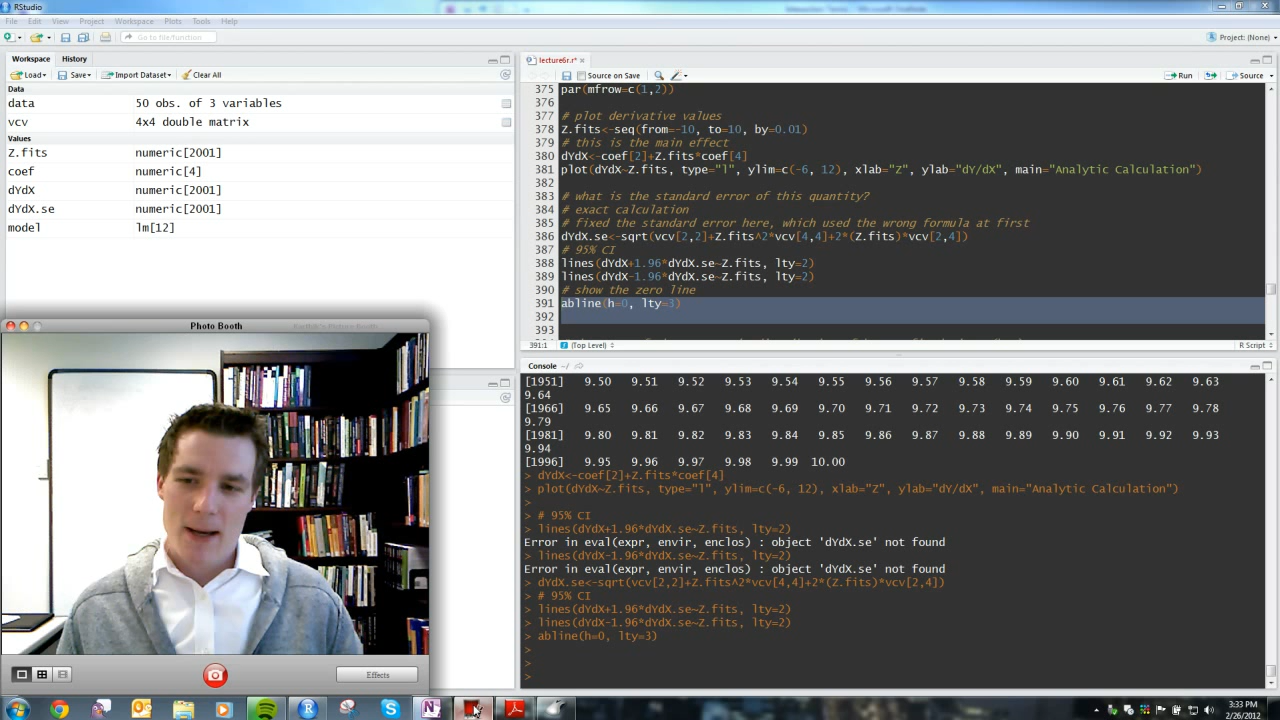 RStudio
File Edit View Project Workspace Plots Tools Help
Go to file/function
Project: (None)
Workspace History
Load Save Import Dataset Clear All
Data
data 50 obs. of 3 variables
vcv 4x4 double matrix
Values
Z.fits numeric[2001]
coef numeric[4]
dYdX numeric[2001]
dYdX.se numeric[2001]
model lm[12]
lecture6r.r*
Source on Save Run Source
375 par(mfrow=c(1,2))
376
377 # plot derivative values
378 Z.fits<-seq(from=-10, to=10, by=0.01)
379 # this is the main effect
380 dYdX<-coef[2]+Z.fits*coef[4]
381 plot(dYdX~Z.fits, type="l", ylim=c(-6, 12), xlab="Z", ylab="dY/dX", main="Analytic Calculation")
382
383 # what is the standard error of this quantity?
384 # exact calculation
385 # fixed the standard error here, which used the wrong formula at first
386 dYdX.se<-sqrt(vcv[2,2]+Z.fits^2*vcv[4,4]+2*(Z.fits)*vcv[2,4])
387 # 95% CI
388 lines(dYdX+1.96*dYdX.se~Z.fits, lty=2)
389 lines(dYdX-1.96*dYdX.se~Z.fits, lty=2)
390 # show the zero line
391 abline(h=0, lty=3)
392
393
391:1 (Top Level) R Script
Console ~/
[1951] 9.50 9.51 9.52 9.53 9.54 9.55 9.56 9.57 9.58 9.59 9.60 9.61 9.62 9.63
9.64
[1966] 9.65 9.66 9.67 9.68 9.69 9.70 9.71 9.72 9.73 9.74 9.75 9.76 9.77 9.78
9.79
[1981] 9.80 9.81 9.82 9.83 9.84 9.85 9.86 9.87 9.88 9.89 9.90 9.91 9.92 9.93
9.94
[1996] 9.95 9.96 9.97 9.98 9.99 10.00
> dYdX<-coef[2]+Z.fits*coef[4]
> plot(dYdX~Z.fits, type="l", ylim=c(-6, 12), xlab="Z", ylab="dY/dX", main="Analytic Calculation")
>
> # 95% CI
> lines(dYdX+1.96*dYdX.se~Z.fits, lty=2)
Error in eval(expr, envir, enclos) : object 'dYdX.se' not found
> lines(dYdX-1.96*dYdX.se~Z.fits, lty=2)
Error in eval(expr, envir, enclos) : object 'dYdX.se' not found
> dYdX.se<-sqrt(vcv[2,2]+Z.fits^2*vcv[4,4]+2*(Z.fits)*vcv[2,4])
> # 95% CI
> lines(dYdX+1.96*dYdX.se~Z.fits, lty=2)
> lines(dYdX-1.96*dYdX.se~Z.fits, lty=2)
> abline(h=0, lty=3)
>
>
>
Photo Booth
Effects
3:33 PM
2/26/2012